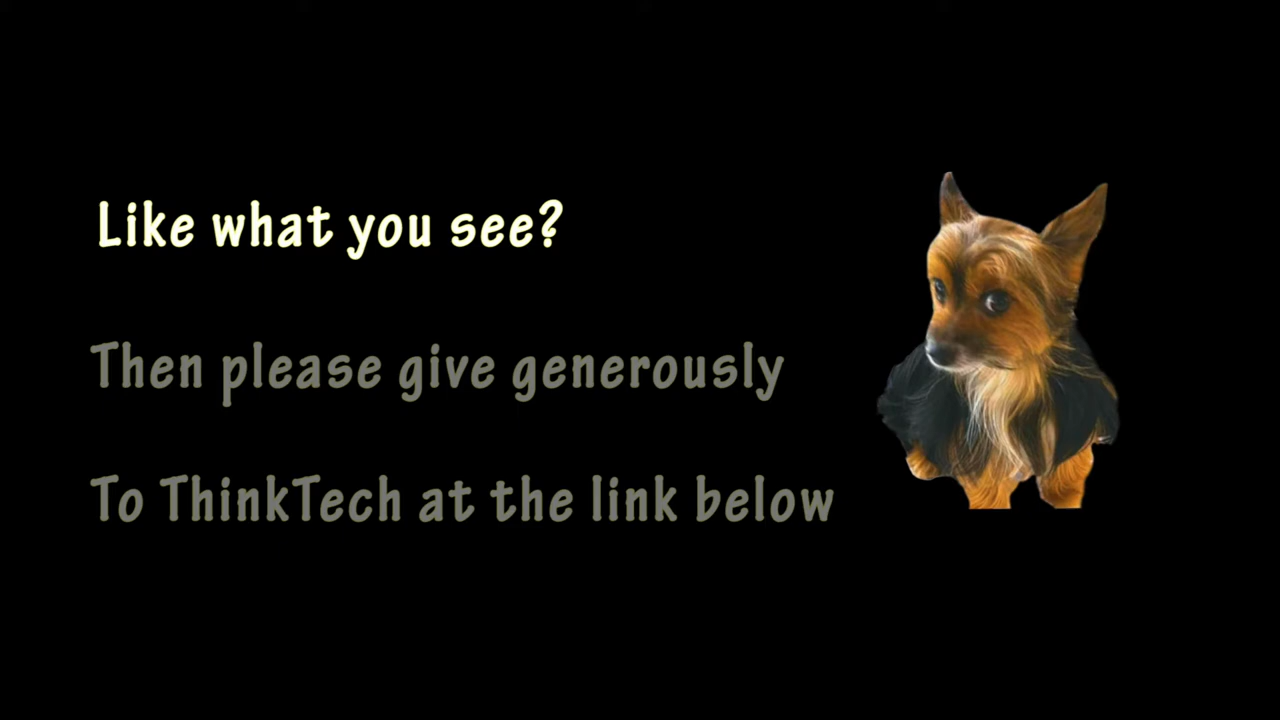 Like what you see?
Then please give generously
To ThinkTech at the link below